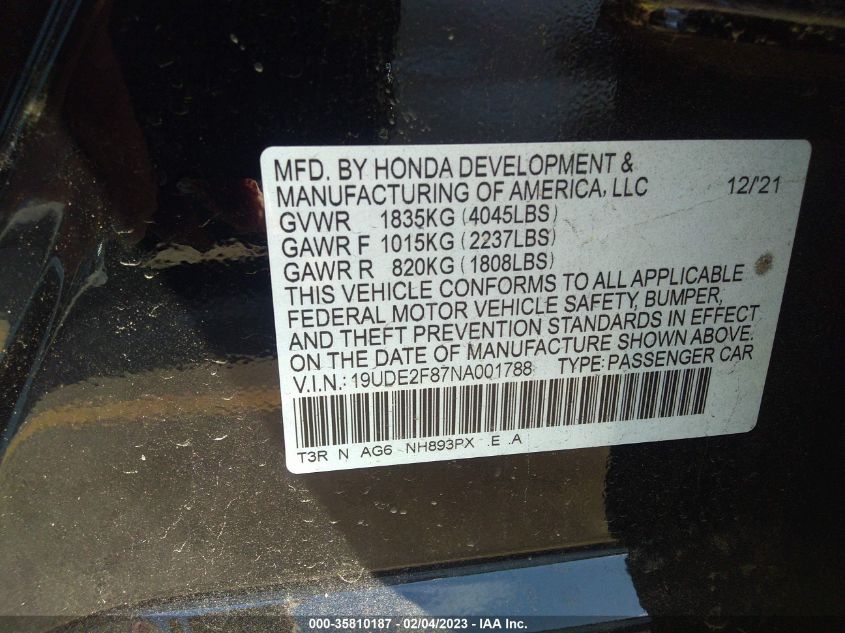 MFD. BY HONDA DEVELOPMENT &
MANUFACTURING OF AMERICA, LLC 12/'21
GVWR 1835KG (4045LBS)
GAWR F 1015KG (2237LBS)
GAWR R 820KG (1808LBS)
THIS VEHICLE CONFORMS TO ALL APPLICABLE
FEDERAL MOTOR VEHICLE SAFETY, BUMPER,
AND THEFT PREVENTION STANDARDS IN EFFECT
ON THE DATE OF MANUFACTURE SHOWN ABOVE.
V.I.N.: 19UDE2F87NA001788 TYPE: PASSENGER CAR
T3R N AG6 NH893PX .E .A
000-35810187 - 02/04/2023 - IAA Inc.